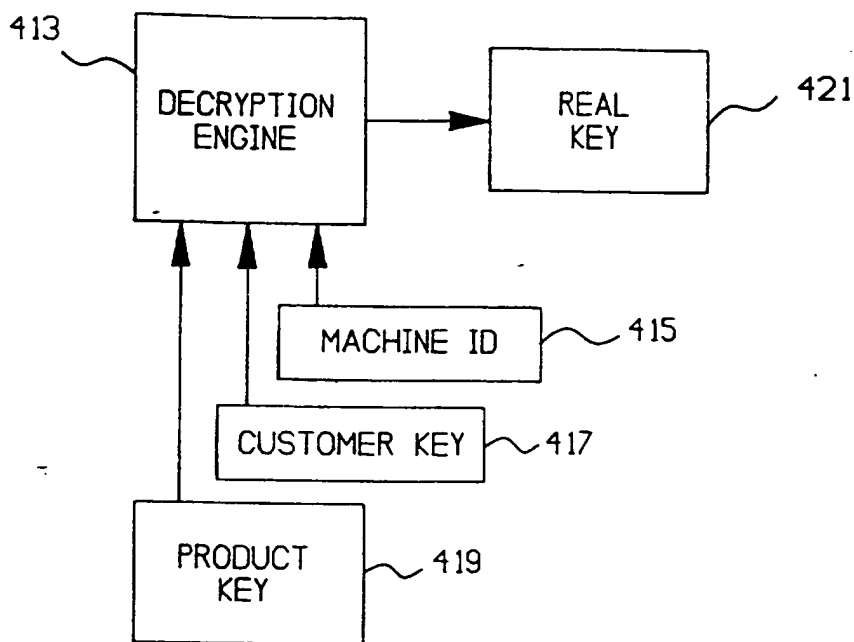 413
DECRYPTION
ENGINE
REAL
KEY
421
MACHINE ID
415
CUSTOMER KEY
417
PRODUCT
KEY
419